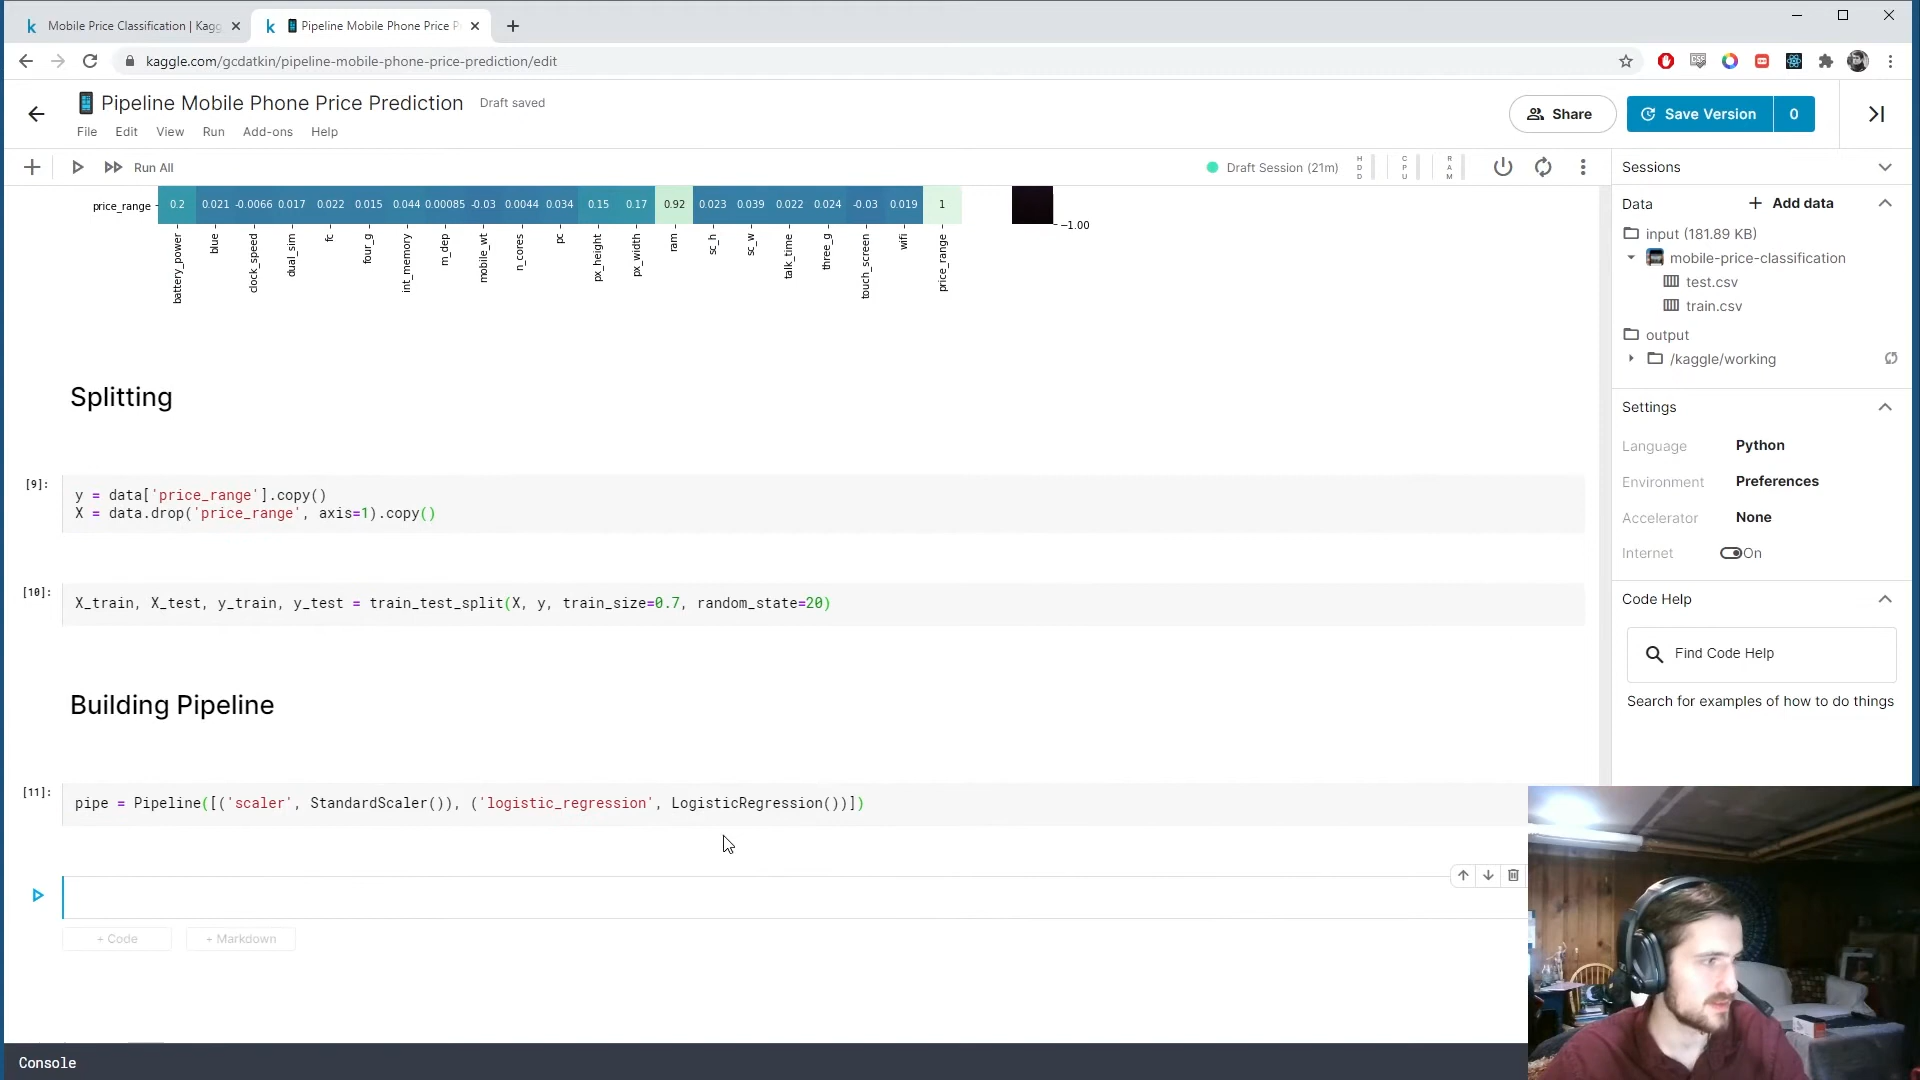 Mobile Price Classification | Kagg
Pipeline Mobile Phone Price P
kaggle.com/gcdatkin/pipeline-mobile-phone-price-prediction/edit
Pipeline Mobile Phone Price Prediction Draft saved
File Edit View Run Add-ons Help
Share
Save Version 0
Run All
Draft Session (21m)
HDD
CPU
RAM
price_range
0.2 0.021 -0.0066 0.017 0.022 0.015 0.044 0.00085 -0.03 0.0044 0.034 0.15 0.17 0.92 0.023 0.039 0.022 0.024 -0.03 0.019 1
−1.00
battery_power
blue
clock_speed
dual_sim
fc
four_g
int_memory
m_dep
mobile_wt
n_cores
pc
px_height
px_width
ram
sc_h
sc_w
talk_time
three_g
touch_screen
wifi
price_range
Splitting
[9]:
y = data['price_range'].copy()
X = data.drop('price_range', axis=1).copy()
[10]:
X_train, X_test, y_train, y_test = train_test_split(X, y, train_size=0.7, random_state=20)
Building Pipeline
[11]:
pipe = Pipeline([('scaler', StandardScaler()), ('logistic_regression', LogisticRegression())])
+ Code
+ Markdown
Console
Sessions
Data
+ Add data
input (181.89 KB)
mobile-price-classification
test.csv
train.csv
output
/kaggle/working
Settings
Language Python
Environment Preferences
Accelerator None
Internet On
Code Help
Find Code Help
Search for examples of how to do things